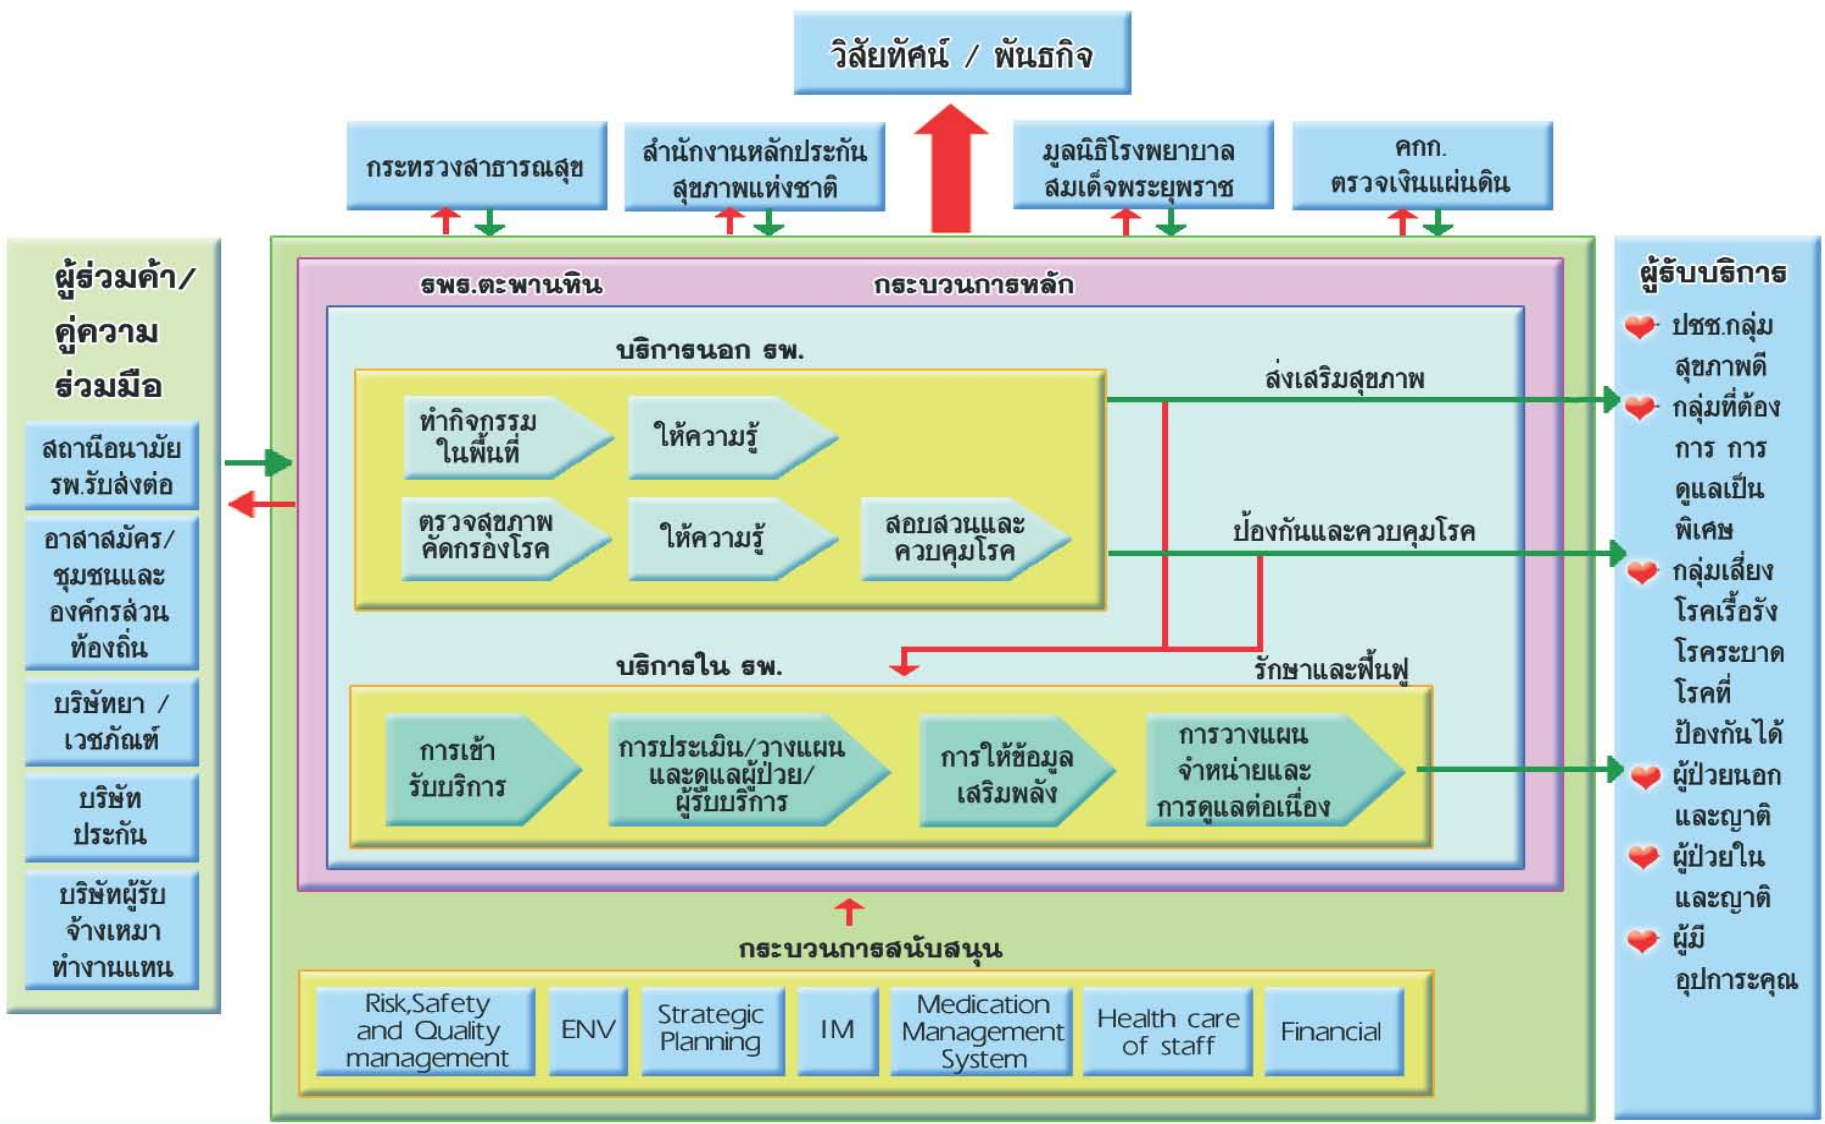 วิสัยทัศน์ / พันธกิจ
กระทรวงสาธารณสุข
สำนักงานหลักประกัน
สุขภาพแห่งชาติ
มูลนิธิโรงพยาบาล
สมเด็จพระยุพราช
คกก.
ตรวจเงินแผ่นดิน
ผู้ร่วมค้า/
คู่ความ
ร่วมมือ
สถานีอนามัย
รพ.รับส่งต่อ
อาสาสมัคร/
ชุมชนและ
องค์กรส่วน
ท้องถิ่น
บริษัทยา /
เวชภัณฑ์
บริษัท
ประกัน
บริษัทผู้รับ
จ้างเหมา
ทำงานแทน
รพร.ตะพานหิน
กระบวนการหลัก
บริการนอก รพ.
ทำกิจกรรม
ในพื้นที่
ให้ความรู้
ตรวจสุขภาพ
คัดกรองโรค
ให้ความรู้
สอบสวนและ
ควบคุมโรค
ส่งเสริมสุขภาพ
ป้องกันและควบคุมโรค
บริการใน รพ.
รักษาและฟื้นฟู
การเข้า
รับบริการ
การประเมิน/วางแผน
และดูแลผู้ป่วย/
ผู้รับบริการ
การให้ข้อมูล
เสริมพลัง
การวางแผน
จำหน่ายและ
การดูแลต่อเนื่อง
กระบวนการสนับสนุน
Risk,Safety
and Quality
management
ENV
Strategic
Planning
IM
Medication
Management
System
Health care
of staff
Financial
ผู้รับบริการ
ปชช.กลุ่ม
สุขภาพดี
กลุ่มที่ต้อง
การ การ
ดูแลเป็น
พิเศษ
กลุ่มเสี่ยง
โรคเรื้อรัง
โรคระบาด
โรคที่
ป้องกันได้
ผู้ป่วยนอก
และญาติ
ผู้ป่วยใน
และญาติ
ผู้มี
อุปการะคุณ